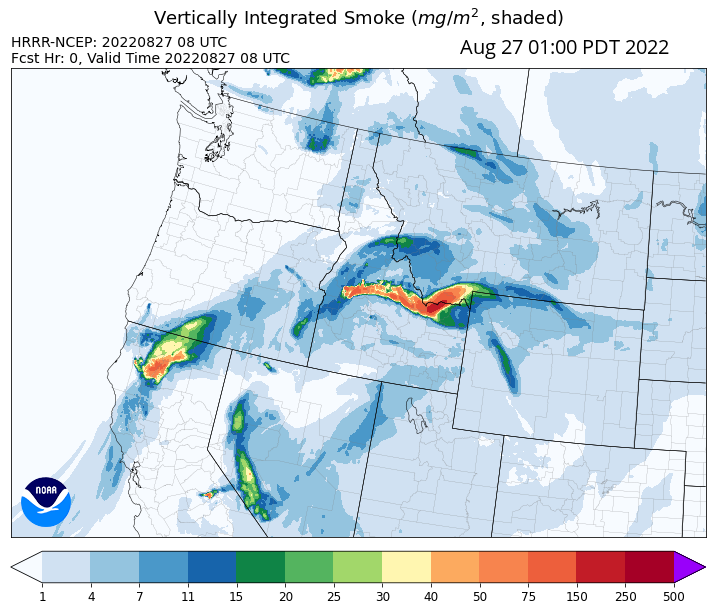 Vertically Integrated Smoke (mg/m², shaded)
HRRR-NCEP: 20220827 08 UTC
Fcst Hr: 0, Valid Time 20220827 08 UTC
Aug 27 01:00 PDT 2022
NOAA
1 4 7 11 15 20 25 30 40 50 75 150 250 500